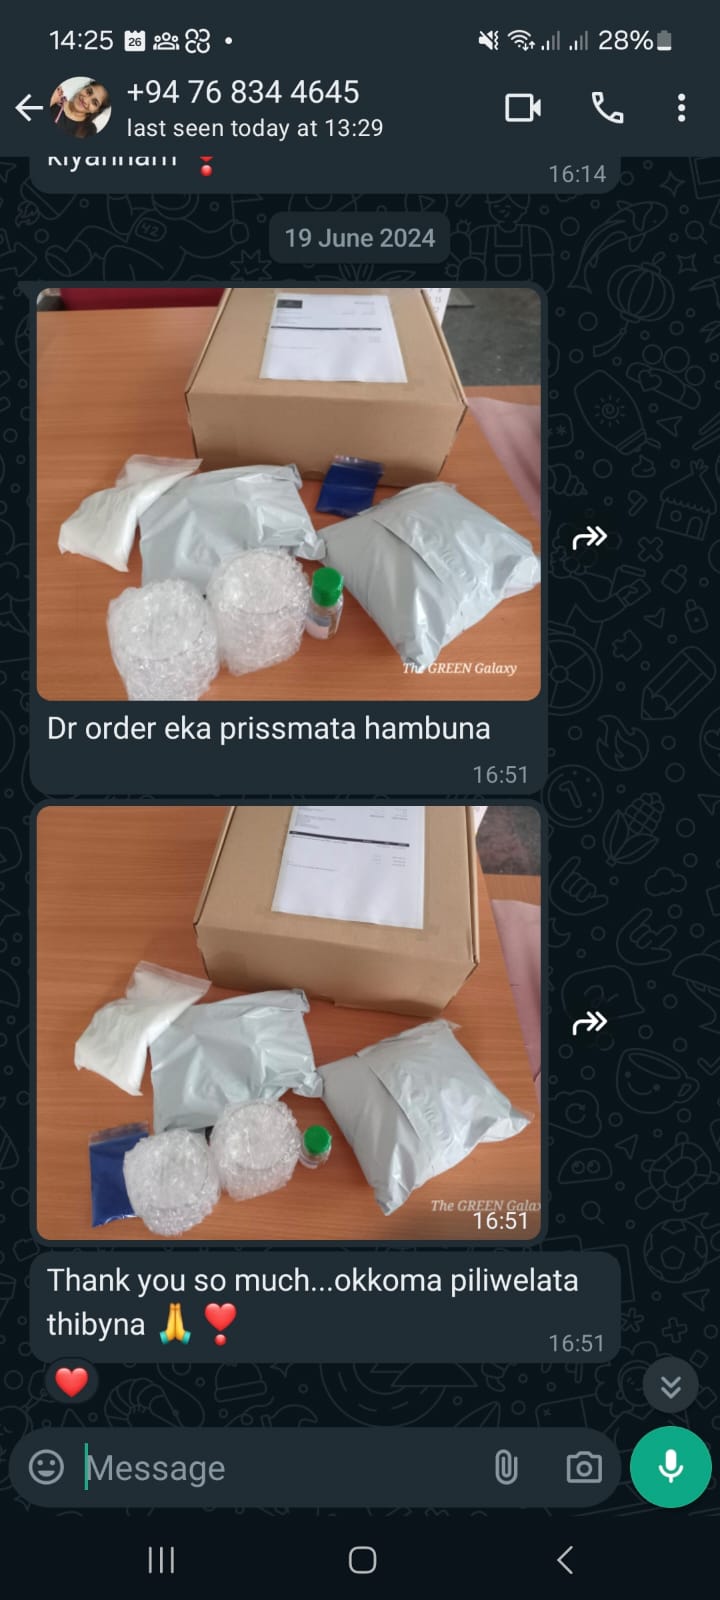 14:25 26
28%
+94 76 834 4645
last seen today at 13:29
16:14
19 June 2024
The GREEN Galaxy
Dr order eka prissmata hambuna
16:51
The GREEN Galax
16:51
Thank you so much...okkoma piliwelata
thibyna 🙏❣️
16:51
❤️
Message